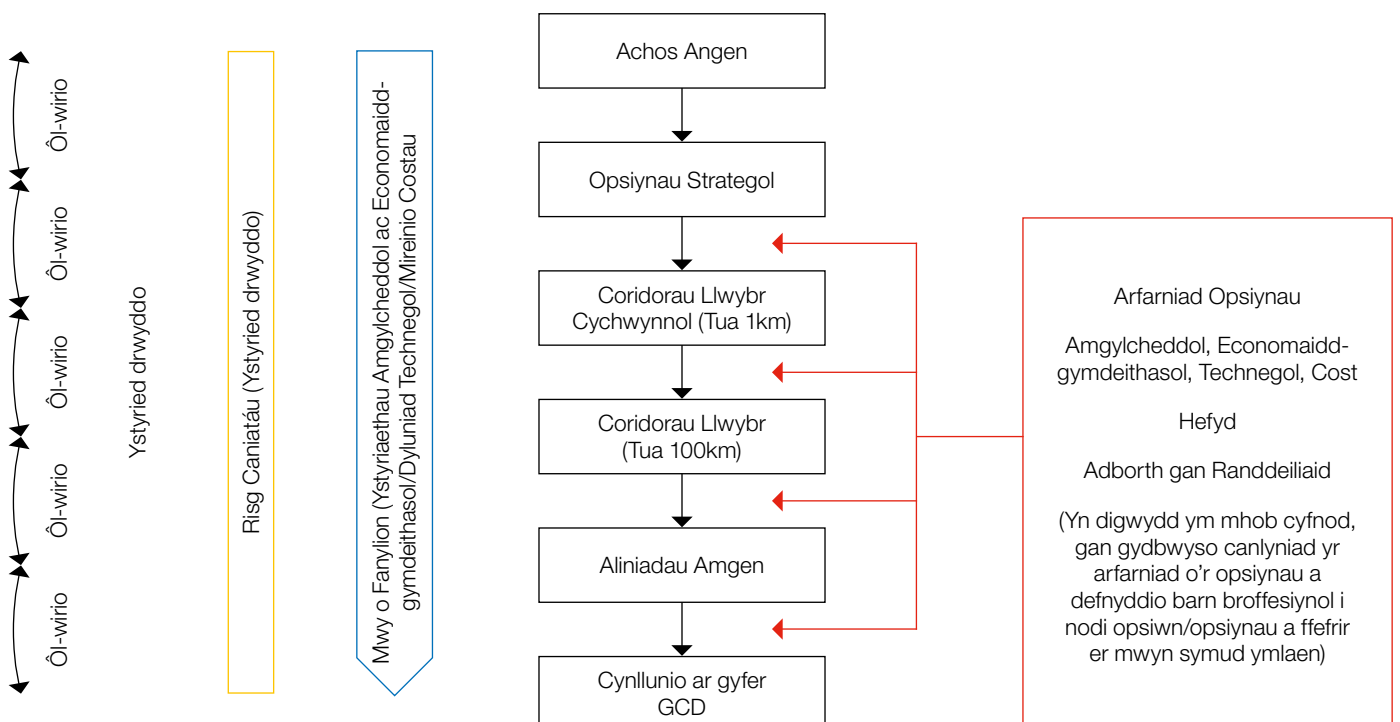 Ôl-wirio
Ôl-wirio
Ôl-wirio
Ôl-wirio
Ôl-wirio
Ystyried drwyddo
Risg Caniatáu (Ystyried drwyddo)
Mwy o Fanylion (Ystyriaethau Amgylcheddol ac Economaidd-
gymdeithasol/Dyluniad Technegol/Mireinio Costau
Achos Angen
Opsiynau Strategol
Coridorau Llwybr
Cychwynnol (Tua 1km)
Coridorau Llwybr
(Tua 100km)
Aliniadau Amgen
Cynllunio ar gyfer
GCD
Arfarniad Opsiynau
Amgylcheddol, Economaidd-
gymdeithasol, Technegol, Cost
Hefyd
Adborth gan Randdeiliaid
(Yn digwydd ym mhob cyfnod,
gan gydbwyso canlyniad yr
arfarniad o'r opsiynau a
defnyddio barn broffesiynol i
nodi opsiwn/opsiynau a ffefrir
er mwyn symud ymlaen)